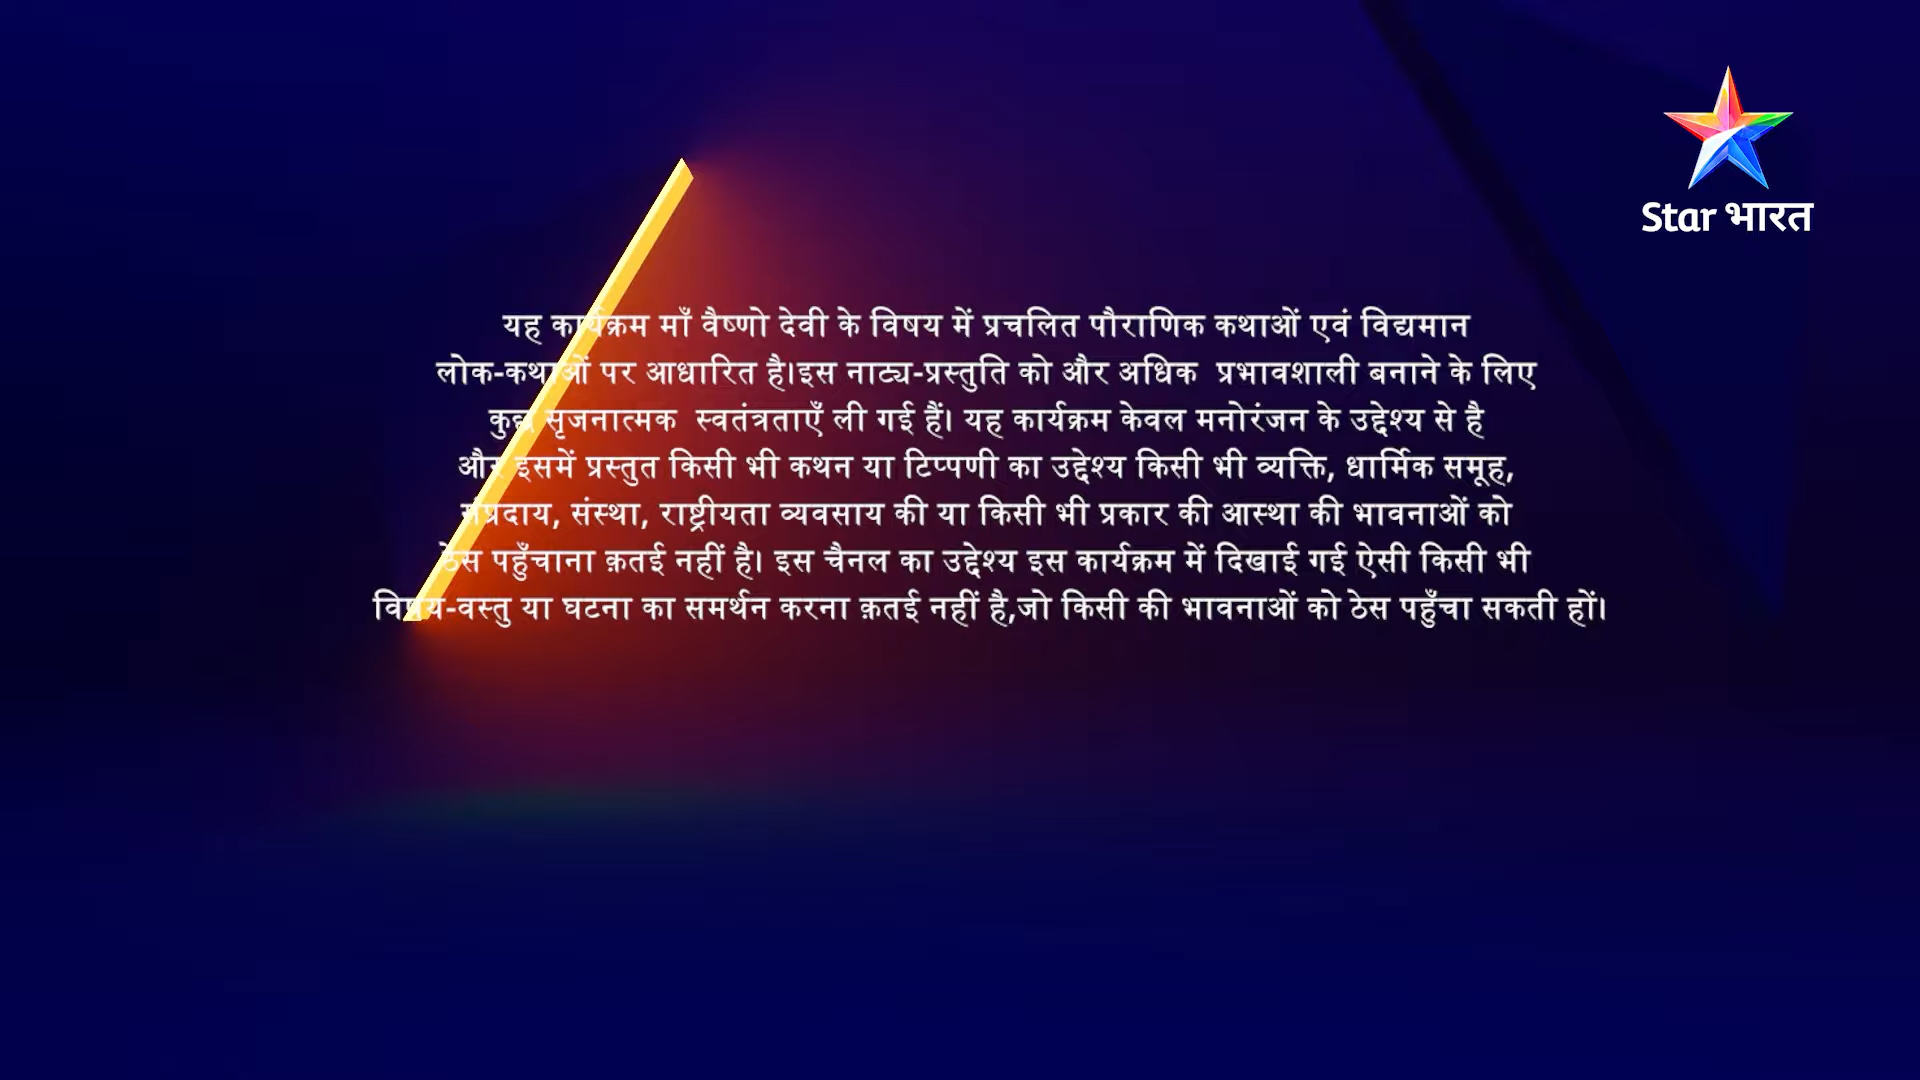 Star भारत
यह कार्यक्रम माँ वैष्णो देवी के विषय में प्रचलित पौराणिक कथाओं एवं विद्यमान
लोक-कथाओं पर आधारित है।इस नाट्य-प्रस्तुति को और अधिक प्रभावशाली बनाने के लिए
कुछ सृजनात्मक स्वतंत्रताएँ ली गई हैं। यह कार्यक्रम केवल मनोरंजन के उद्देश्य से है
और इसमें प्रस्तुत किसी भी कथन या टिप्पणी का उद्देश्य किसी भी व्यक्ति, धार्मिक समूह,
संप्रदाय, संस्था, राष्ट्रीयता व्यवसाय की या किसी भी प्रकार की आस्था की भावनाओं को
ठेस पहुँचाना क़तई नहीं है। इस चैनल का उद्देश्य इस कार्यक्रम में दिखाई गई ऐसी किसी भी
विषय-वस्तु या घटना का समर्थन करना क़तई नहीं है,जो किसी की भावनाओं को ठेस पहुँचा सकती हों।